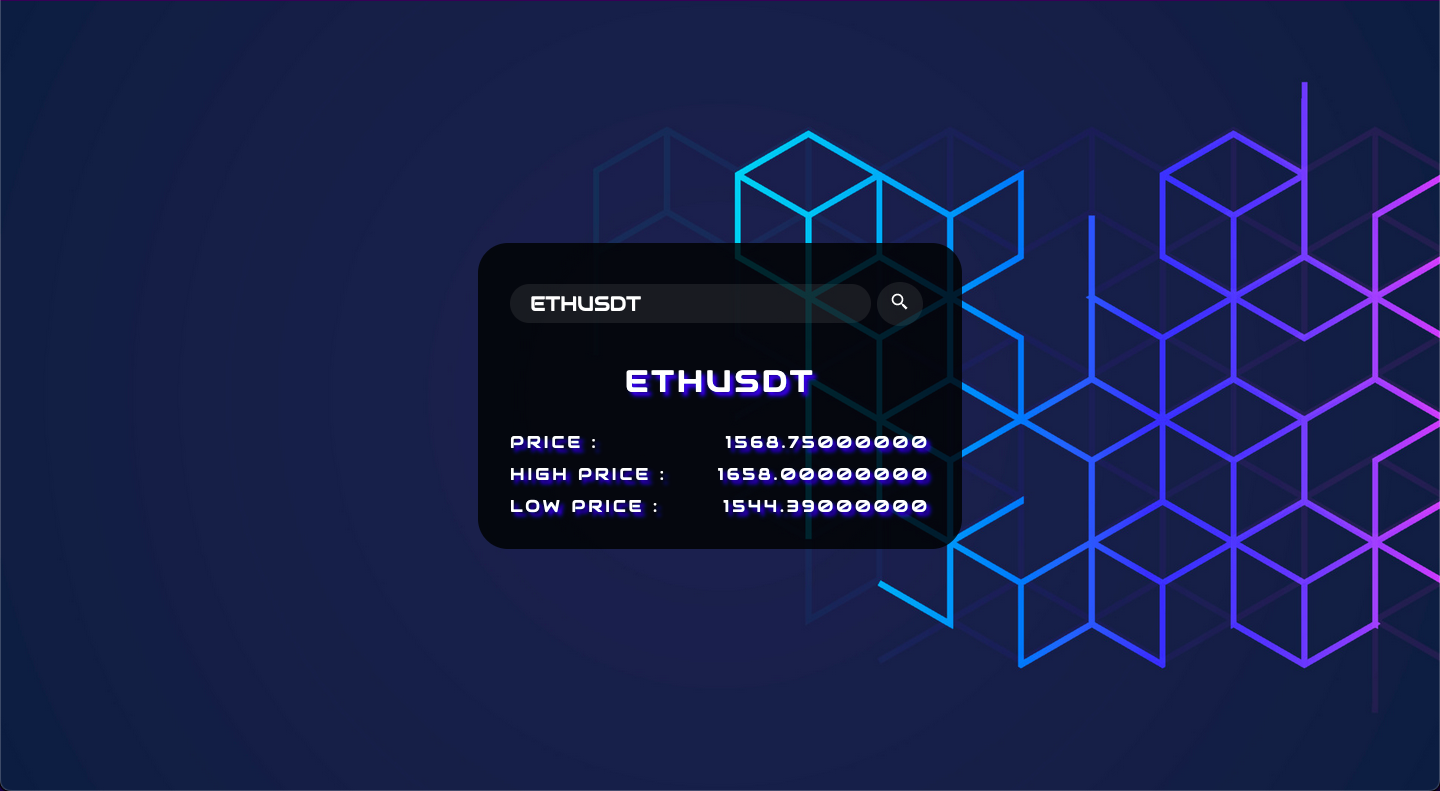 ETHUSDT
ETHUSDT
PRICE : 1568.75000000
HIGH PRICE : 1658.00000000
LOW PRICE : 1544.39000000